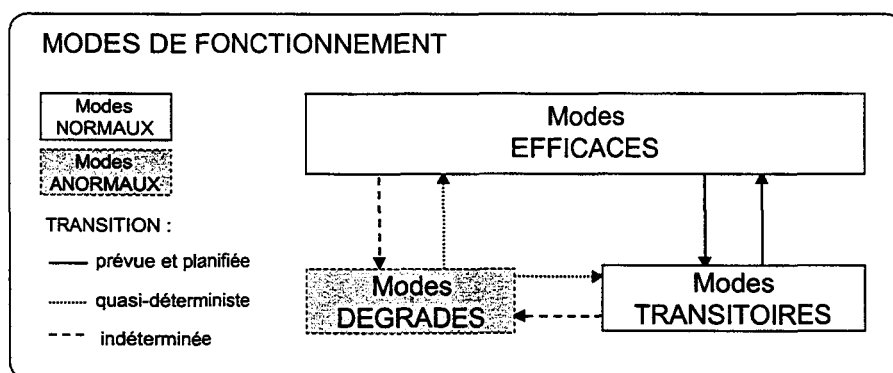 MODES DE FONCTIONNEMENT
Modes
NORMAUX
Modes
ANORMAUX
TRANSITION :
prévue et planifiée
quasi-déterministe
indéterminée
Modes
EFFICACES
Modes
DEGRADES
Modes
TRANSITOIRES